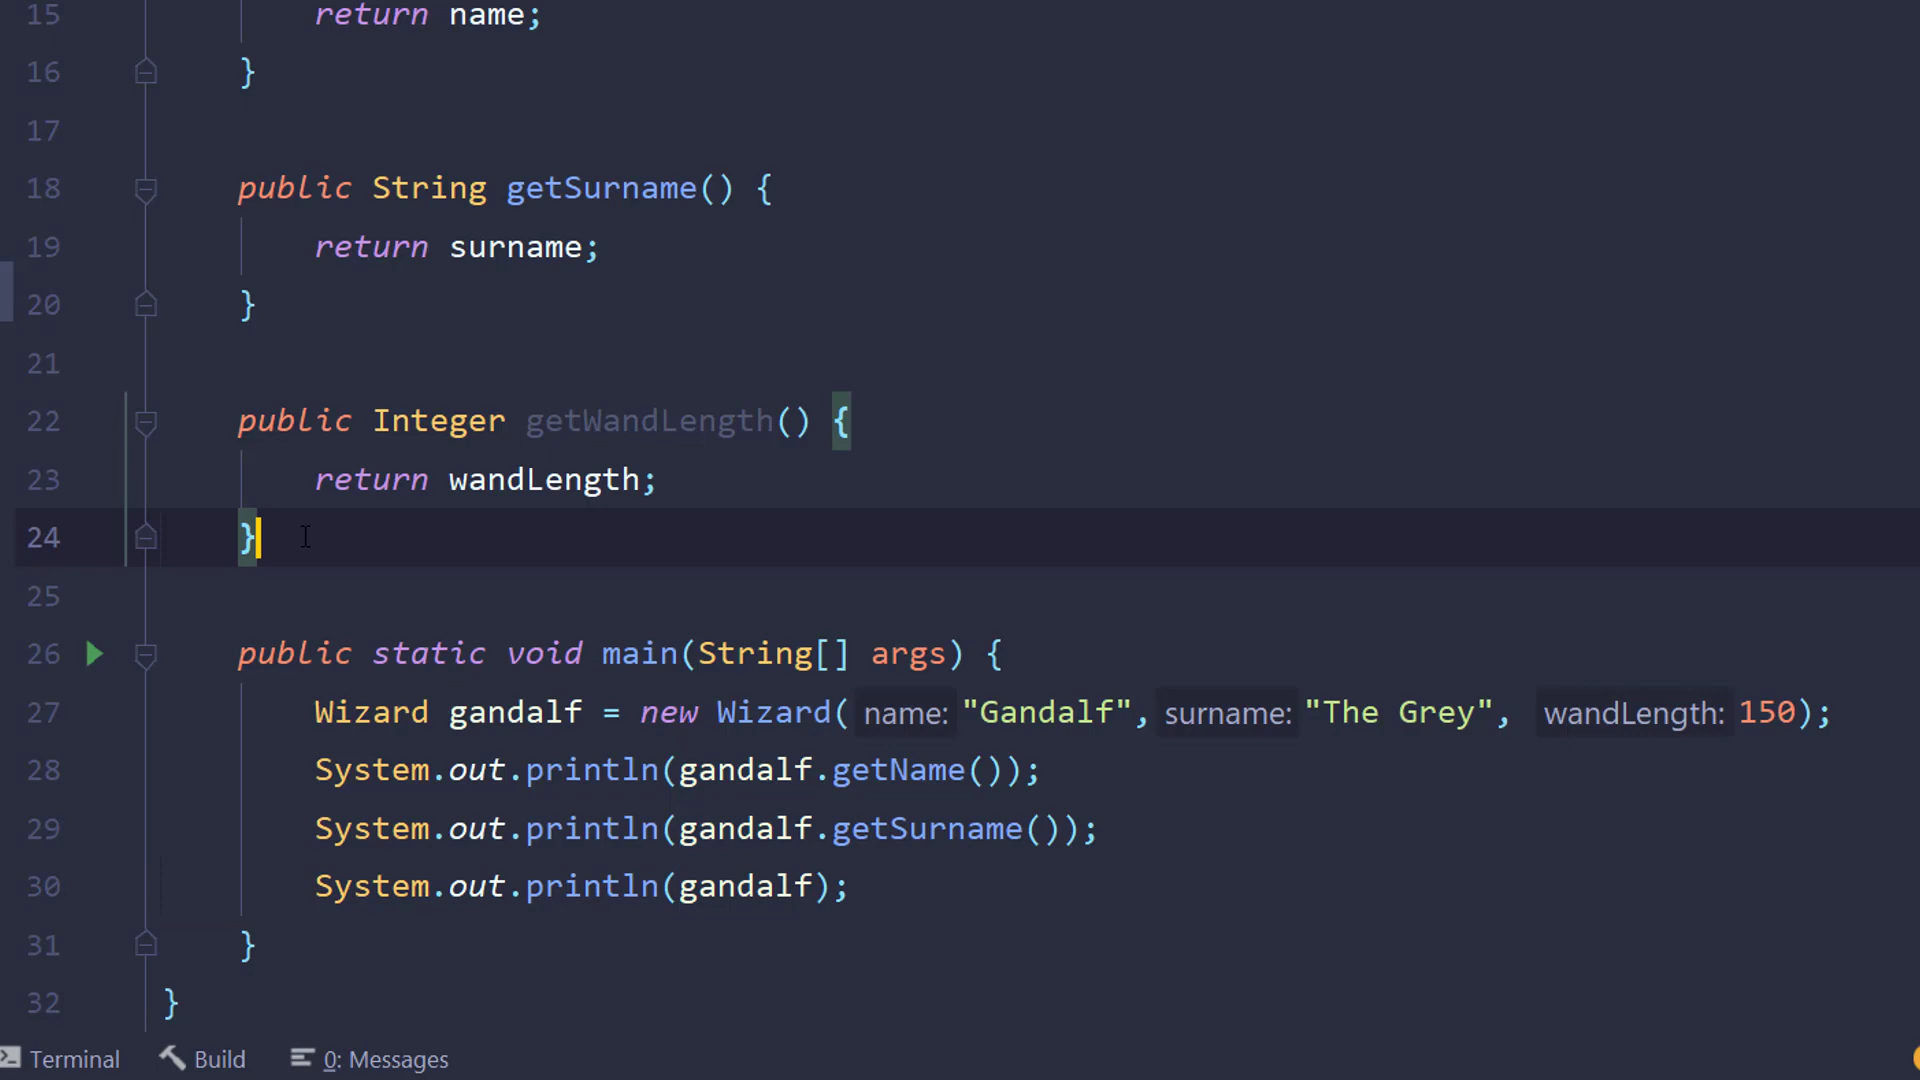 15 return name;
16 }
17
18 public String getSurname() {
19 return surname;
20 }
21
22 public Integer getWandLength() {
23 return wandLength;
24 }
25
26 public static void main(String[] args) {
27 Wizard gandalf = new Wizard( name: "Gandalf", surname: "The Grey", wandLength: 150);
28 System.out.println(gandalf.getName());
29 System.out.println(gandalf.getSurname());
30 System.out.println(gandalf);
31 }
32 }
Terminal Build 0: Messages